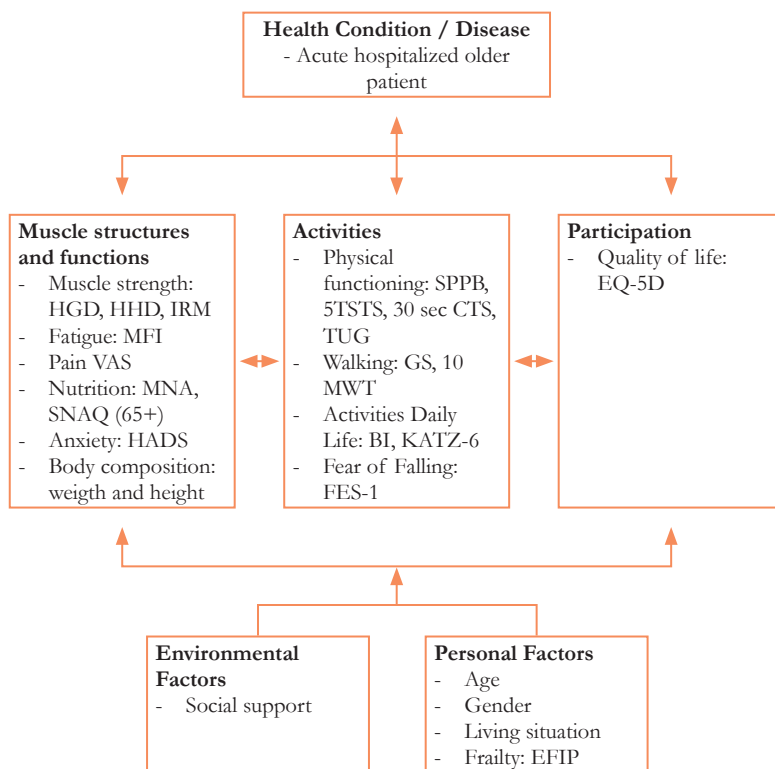 Health Condition / Disease
- Acute hospitalized older
patient
Muscle structures
and functions
- Muscle strength:
HGD, HHD, IRM
- Fatigue: MFI
- Pain VAS
- Nutrition: MNA,
SNAQ (65+)
- Anxiety: HADS
- Body composition:
weigth and height
Activities
- Physical
functioning: SPPB,
5TSTS, 30 sec CTS,
TUG
- Walking: GS, 10
MWT
- Activities Daily
Life: BI, KATZ-6
- Fear of Falling:
FES-1
Participation
- Quality of life:
EQ-5D
Environmental
Factors
- Social support
Personal Factors
- Age
- Gender
- Living situation
- Frailty: EFIP